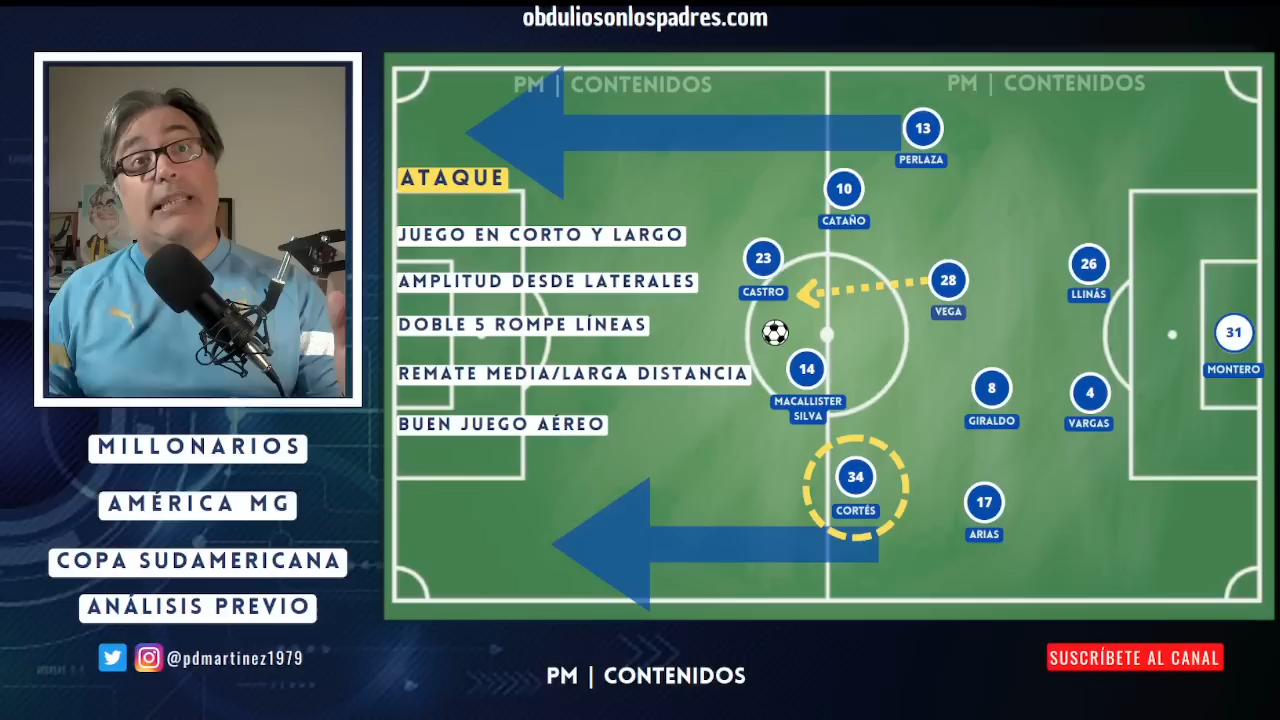 obduliosonlospadres.com
PM | CONTENIDOS
PM | CONTENIDOS
13
PERLAZA
ATAQUE
10
CATAÑO
JUEGO EN CORTO Y LARGO
23
CASTRO
28
VEGA
26
LLINÁS
AMPLITUD DESDE LATERALES
DOBLE 5 ROMPE LÍNEAS
31
MONTERO
REMATE MEDIA/LARGA DISTANCIA
14
MACALLISTER
SILVA
8
GIRALDO
4
VARGAS
BUEN JUEGO AÉREO
34
CORTÉS
17
ARIAS
MILLONARIOS
AMÉRICA MG
COPA SUDAMERICANA
ANÁLISIS PREVIO
@pdmartinez1979
PM | CONTENIDOS
SUSCRÍBETE AL CANAL